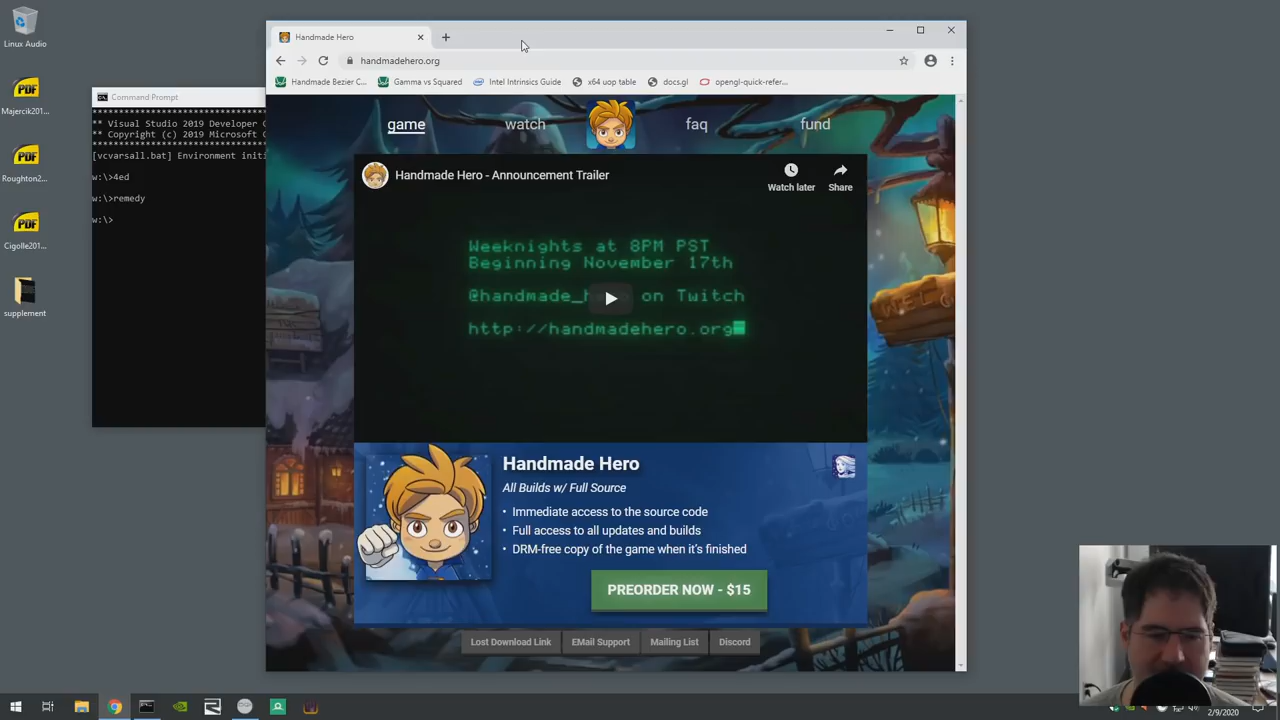 Linux Audio
Majercik201...
Roughton2...
Cigolle201...
supplement
Command Prompt
** Visual Studio 2019 Developer C
** Copyright (c) 2019 Microsoft C
[vcvarsall.bat] Environment initi
w:\>4ed
w:\>remedy
w:\>
Handmade Hero
handmadehero.org
Handmade Bezier C...
Gamma vs Squared
Intel Intrinsics Guide
x64 uop table
docs.gl
opengl-quick-refer...
game
watch
faq
fund
Handmade Hero - Announcement Trailer
Watch later
Share
Weeknights at 8PM PST
Beginning November 17th
@handmade_h o on Twitch
http://handmadehero.org
Handmade Hero
All Builds w/ Full Source
• Immediate access to the source code
• Full access to all updates and builds
• DRM-free copy of the game when it's finished
PREORDER NOW - $15
Lost Download Link
EMail Support
Mailing List
Discord
2/9/2020